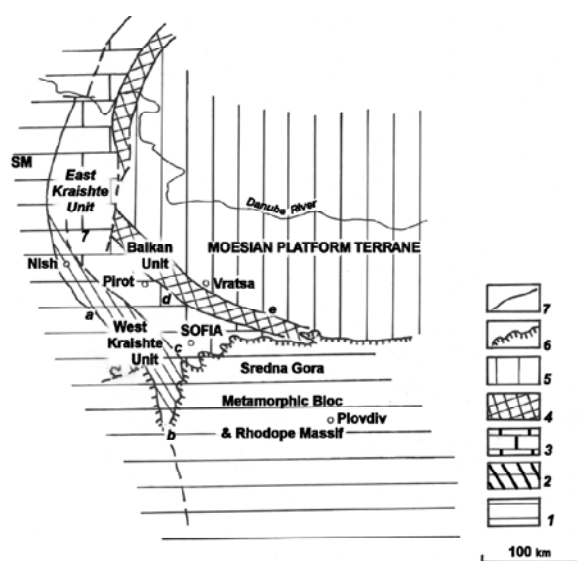 SM
East
Kraishte
Unit
?
Nish
Balkan
Unit
Pirot
Vratsa
Danube River
MOESIAN PLATFORM TERRANE
a
d
e
West
Kraishte
Unit
SOFIA
c
b
Sredna Gora
Metamorphic Bloc
Plovdiv
& Rhodope Massif
7
6
5
4
3
2
1
100 km